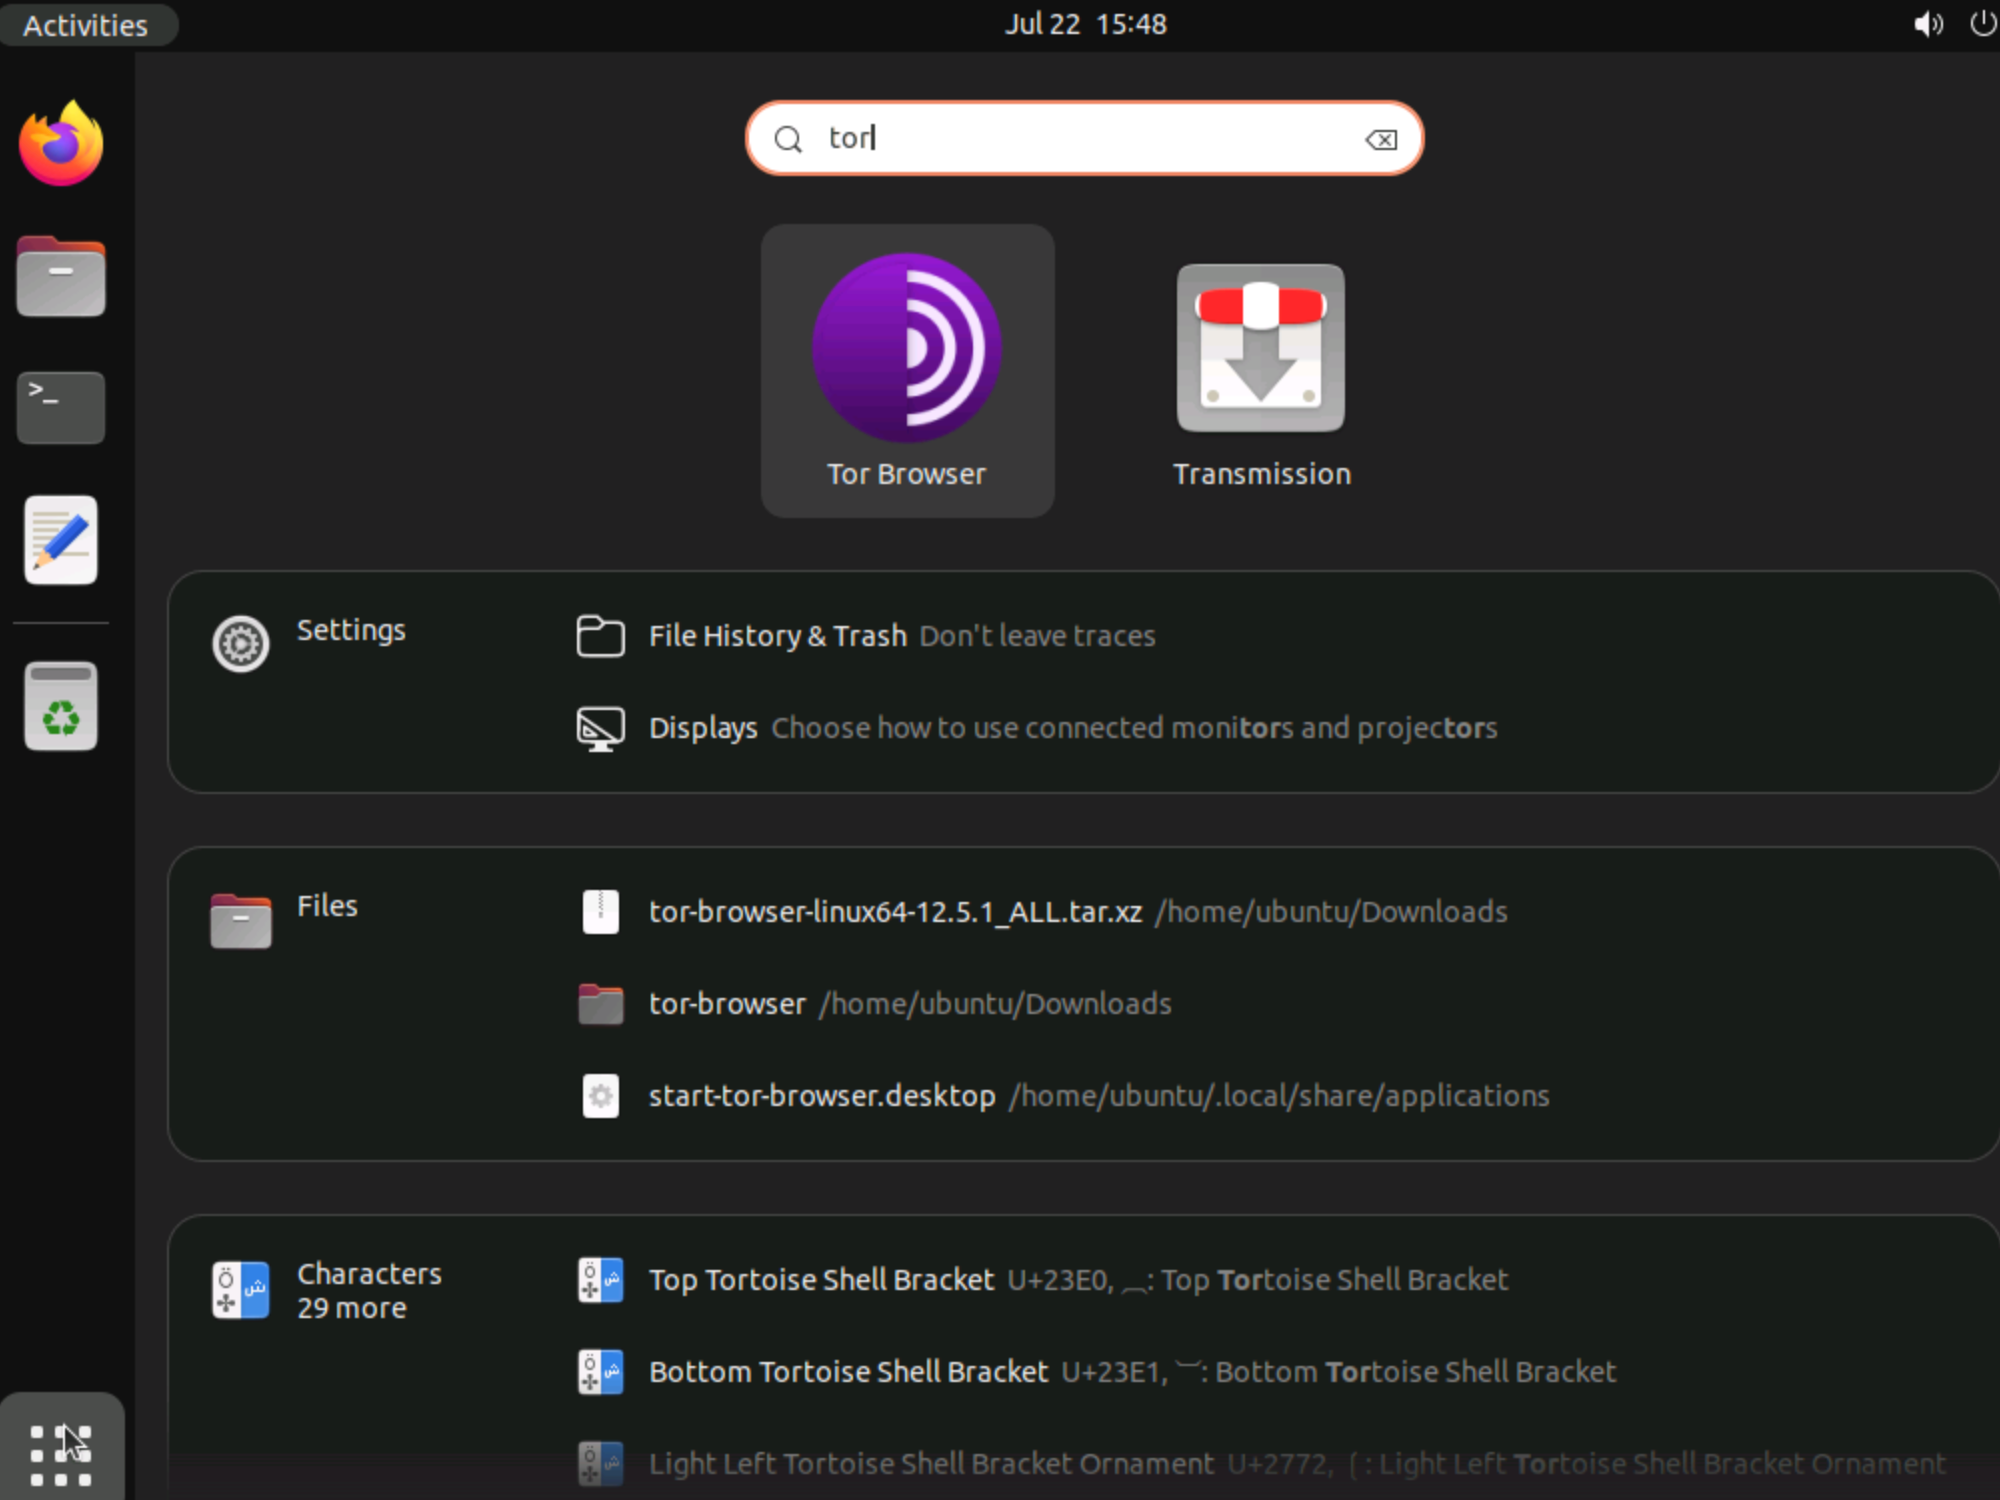 Activities
Jul 22 15:48
tor
Tor Browser
Transmission
Settings
File History & Trash Don't leave traces
Displays Choose how to use connected monitors and projectors
Files
tor-browser-linux64-12.5.1_ALL.tar.xz /home/ubuntu/Downloads
tor-browser /home/ubuntu/Downloads
start-tor-browser.desktop /home/ubuntu/.local/share/applications
Characters
29 more
Top Tortoise Shell Bracket U+23E0, ⏠: Top Tortoise Shell Bracket
Bottom Tortoise Shell Bracket U+23E1, ⏡: Bottom Tortoise Shell Bracket
Light Left Tortoise Shell Bracket Ornament U+2772, ❲: Light Left Tortoise Shell Bracket Ornament